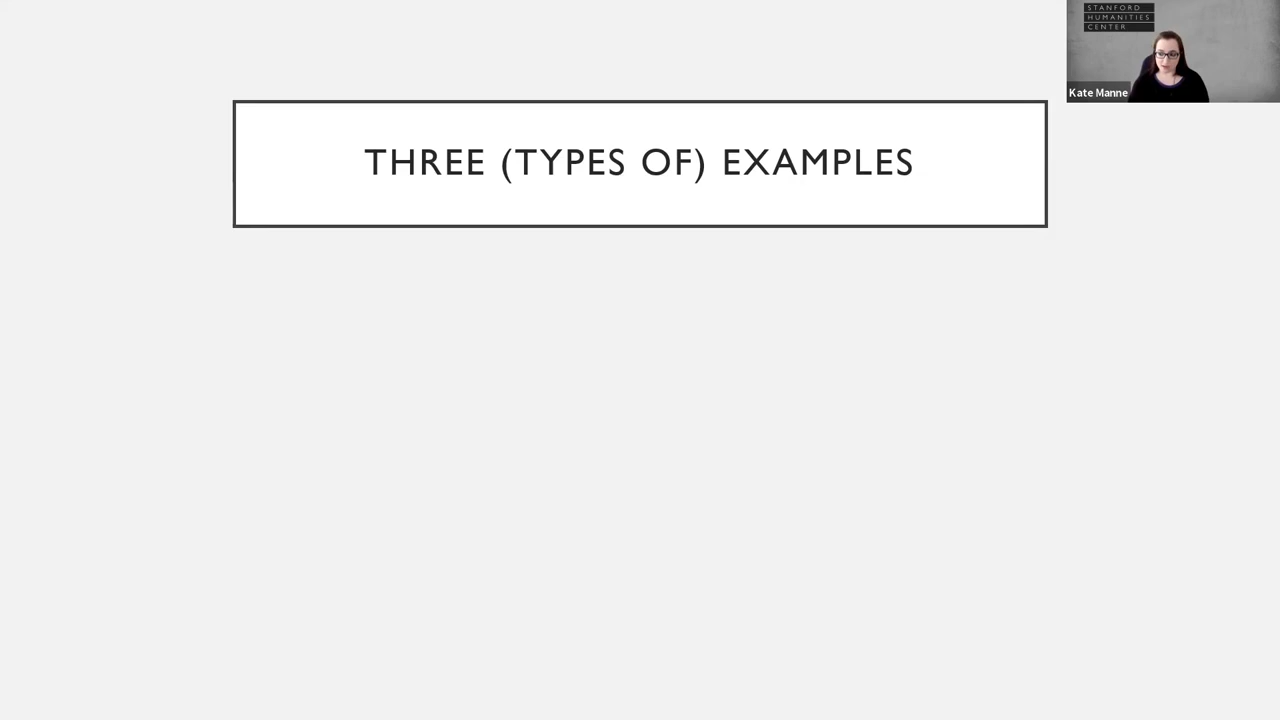 STANFORD
HUMANITIES
CENTER
Kate Manne
THREE (TYPES OF) EXAMPLES